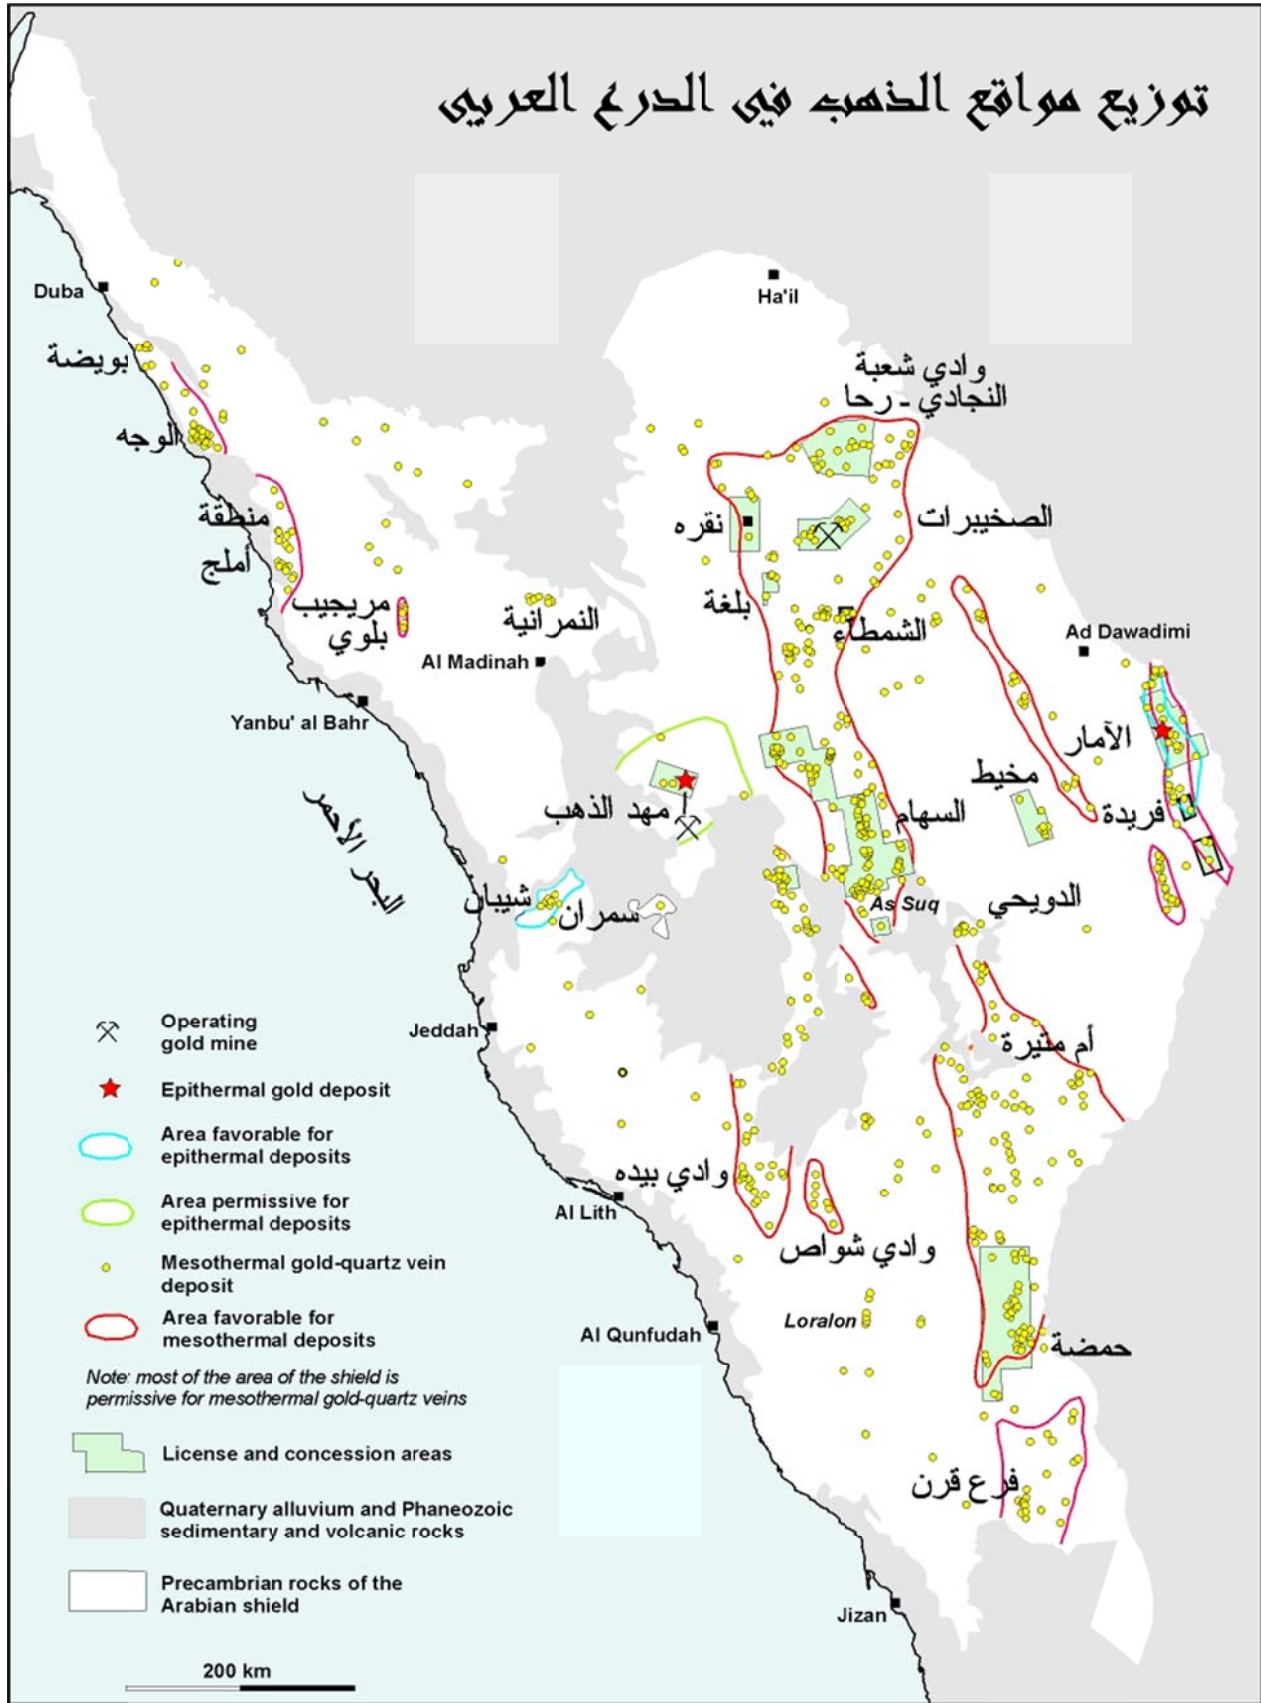 توزيع مواقع الذهب في الدرع العربي
Duba
Ha'il
بويضة
وادي شعبة
النجادي - رحا
الوجه
منطقة
أملج
نقره
الصخيبرات
مريجيب
بلوي
النمرانية
بلغة
الشمطاء
Ad Dawadimi
Al Madinah
Yanbu' al Bahr
الآمار
مخيط
مهد الذهب
السهام
فريدة
البحر الأحمر
شيبان
سمران
As Suq
الدويحي
Jeddah
أم متيرة
وادي بيده
Al Lith
وادي شواص
Loralon
Al Qunfudah
حمضة
فرع قرن
Jizan
Operating
gold mine
Epithermal gold deposit
Area favorable for
epithermal deposits
Area permissive for
epithermal deposits
Mesothermal gold-quartz vein
deposit
Area favorable for
mesothermal deposits
Note: most of the area of the shield is
permissive for mesothermal gold-quartz veins
License and concession areas
Quaternary alluvium and Phaneozoic
sedimentary and volcanic rocks
Precambrian rocks of the
Arabian shield
200 km